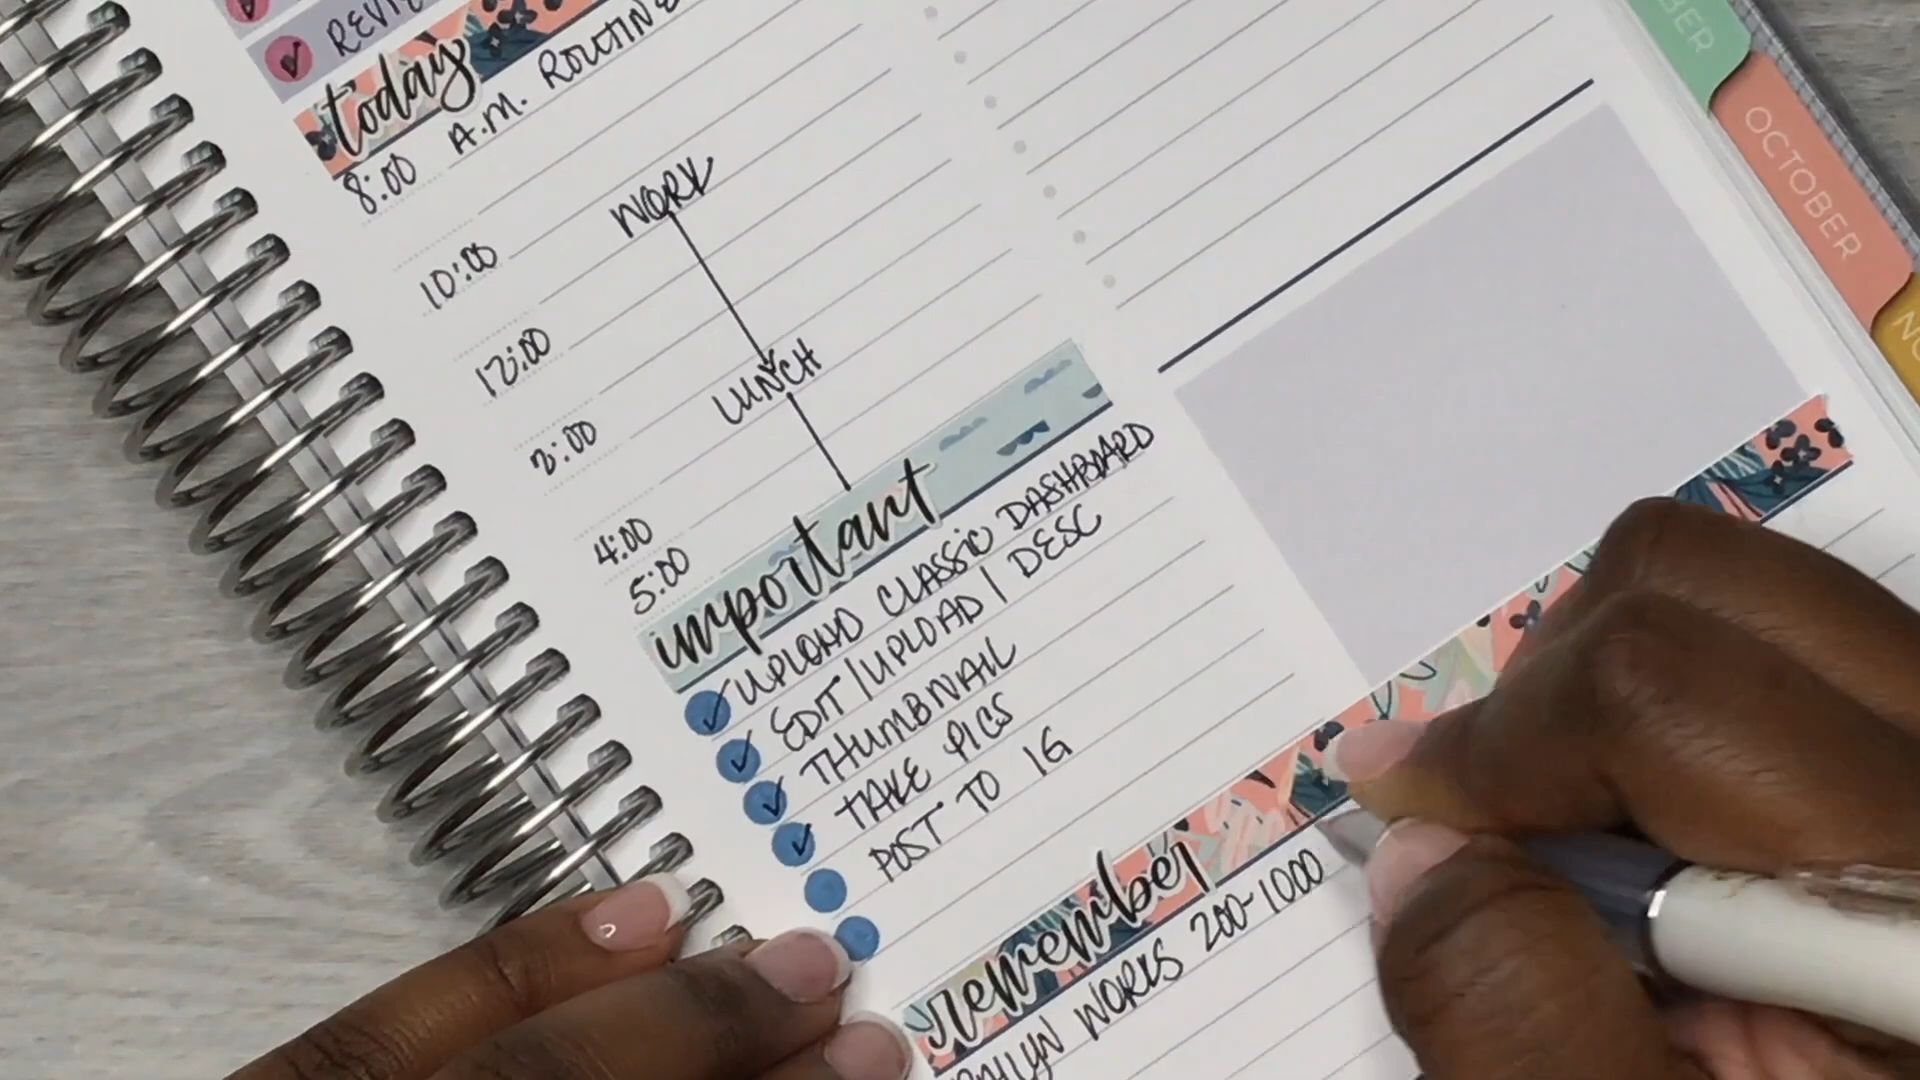 today
8:00 A.M. ROUTINE
WORK
10:00
12:00
LUNCH
2:00
4:00
5:00
important
UPLOAD CLASSIC DASHBOARD
EDIT/UPLOAD/DESC
THUMBNAIL
TAKE PICS
POST TO IG
remember
WORKS 200-1000
BER
OCTOBER